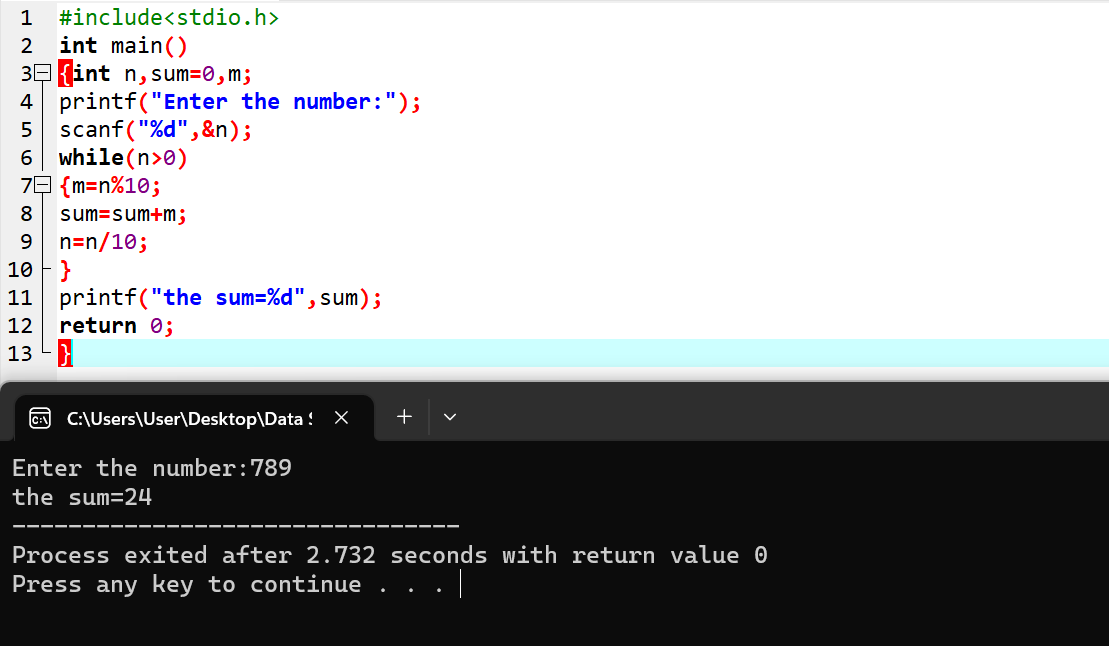 1 #include<stdio.h>
2 int main()
3 {int n,sum=0,m;
4 printf("Enter the number:");
5 scanf("%d",&n);
6 while(n>0)
7 {m=n%10;
8 sum=sum+m;
9 n=n/10;
10 }
11 printf("the sum=%d",sum);
12 return 0;
13 }
C:\Users\User\Desktop\Data
Enter the number:789
the sum=24
--------------------------------
Process exited after 2.732 seconds with return value 0
Press any key to continue . . .